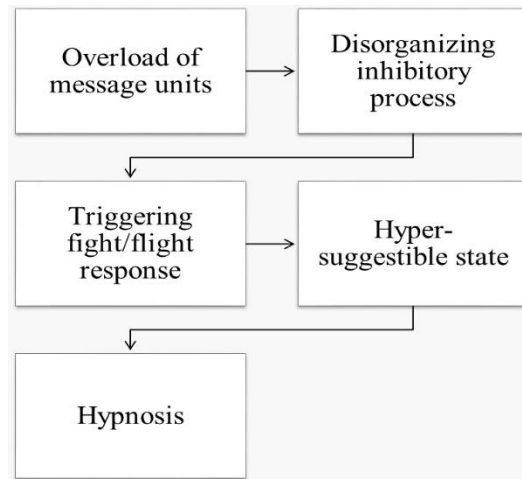 Overload of
message units
Disorganizing
inhibitory
process
Triggering
fight/flight
response
Hyper-
suggestible state
Hypnosis